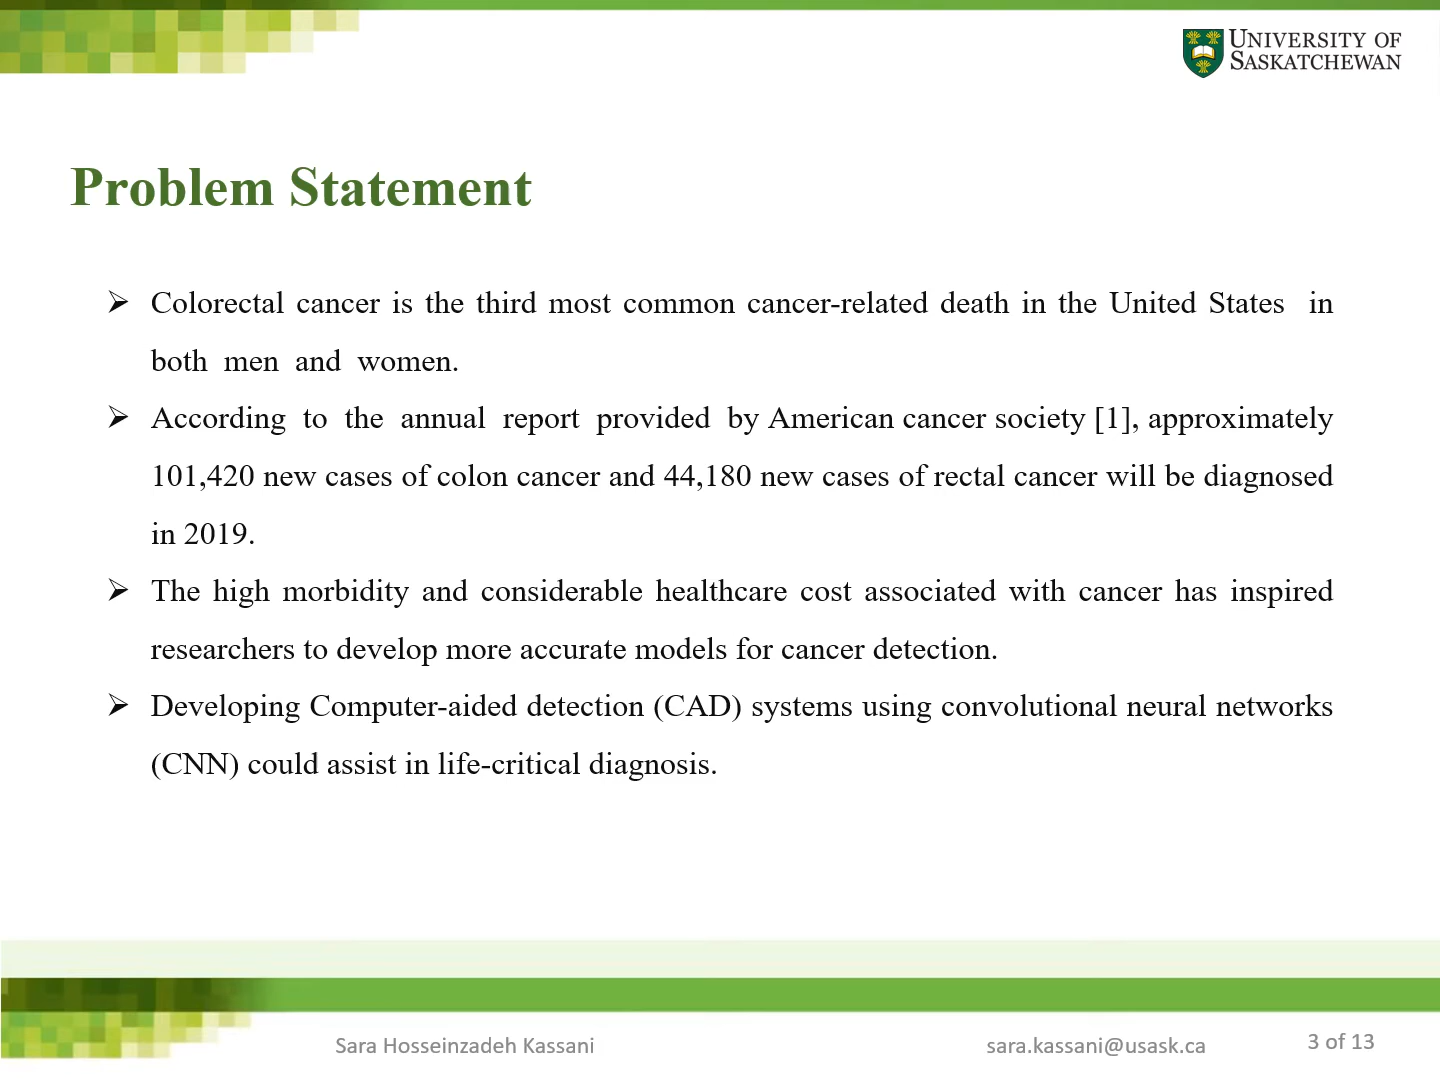 UNIVERSITY OF
SASKATCHEWAN
Problem Statement
➢ Colorectal cancer is the third most common cancer-related death in the United States in
both men and women.
➢ According to the annual report provided by American cancer society [1], approximately
101,420 new cases of colon cancer and 44,180 new cases of rectal cancer will be diagnosed
in 2019.
➢ The high morbidity and considerable healthcare cost associated with cancer has inspired
researchers to develop more accurate models for cancer detection.
➢ Developing Computer-aided detection (CAD) systems using convolutional neural networks
(CNN) could assist in life-critical diagnosis.
Sara Hosseinzadeh Kassani sara.kassani@usask.ca 3 of 13